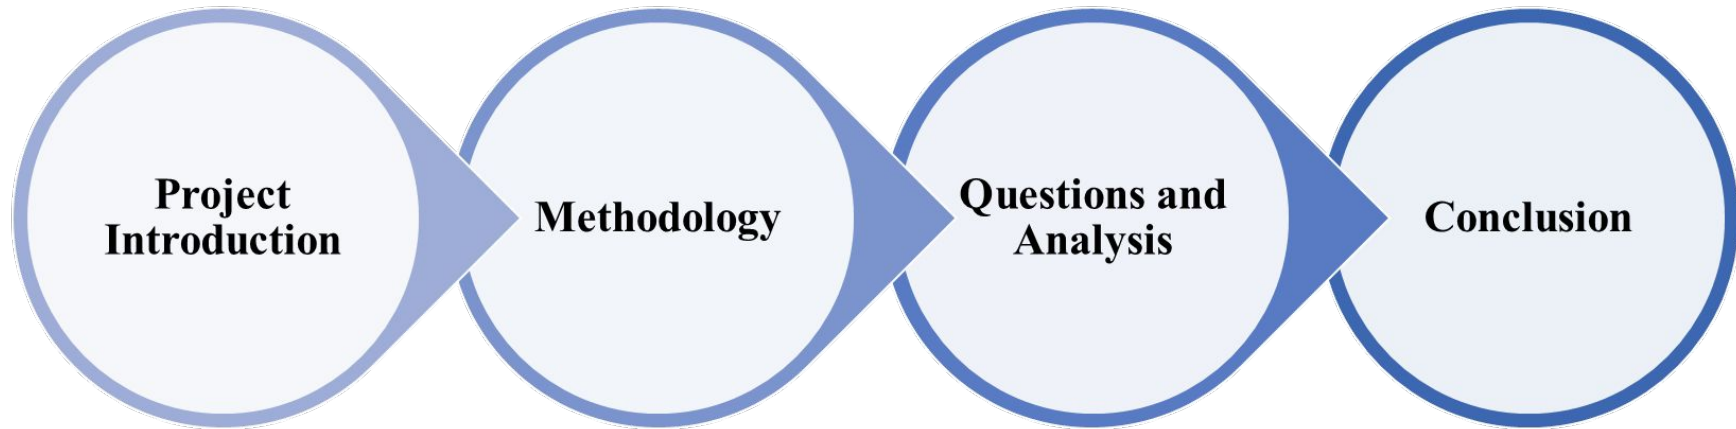 Project
Introduction
Methodology
Questions and
Analysis
Conclusion